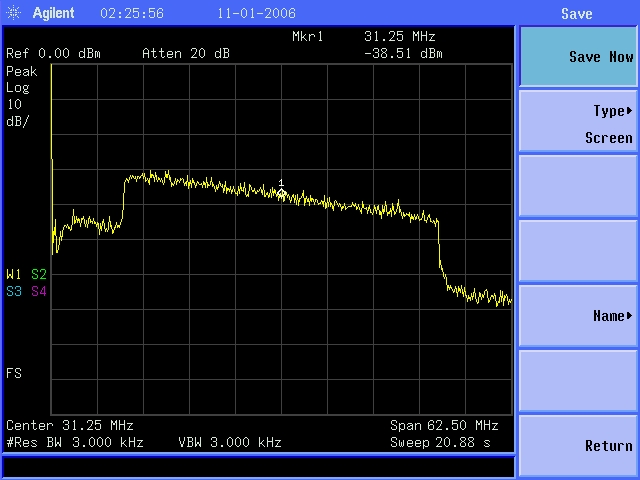 Agilent 02:25:56 11-01-2006 Save
Mkr1 31.25 MHz
Ref 0.00 dBm Atten 20 dB -38.51 dBm
Peak
Log
10
dB/
1
W1 S2
S3 S4
FS
Center 31.25 MHz Span 62.50 MHz
#Res BW 3.000 kHz VBW 3.000 kHz Sweep 20.88 s
Save Now
Type
Screen
Name
Return